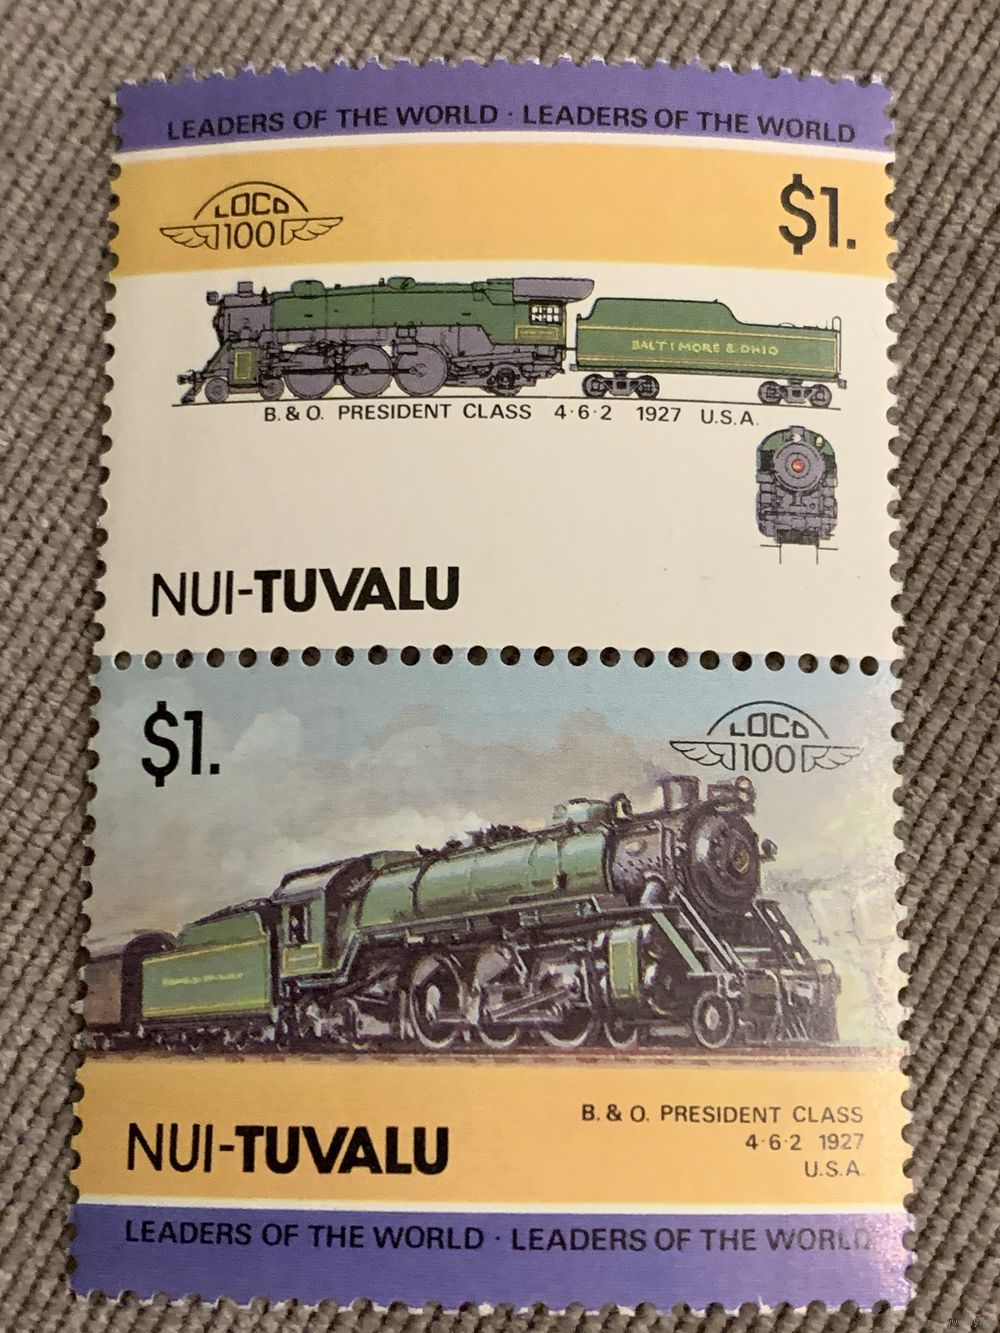 LEADERS OF THE WORLD · LEADERS OF THE WORLD
LOCO
100
$1.
BALTIMORE & OHIO
B. & O. PRESIDENT CLASS 4·6·2 1927 U.S.A.
NUI-TUVALU
$1.
LOCO
100
NUI-TUVALU
B. & O. PRESIDENT CLASS
4·6·2 1927
U.S.A.
LEADERS OF THE WORLD · LEADERS OF THE WORLD